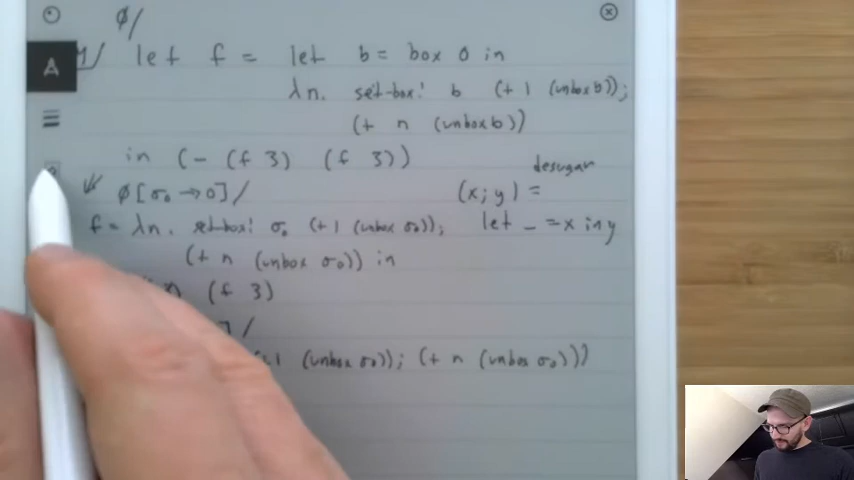 ∅/
let f = let b = box 0 in
λn. set-box! b (+ 1 (unbox b));
(+ n (unbox b))
in (- (f 3) (f 3))
desugar
∅[σ₀ → 0]/ (x; y) =
f = λn. set-box! σ₀ (+ 1 (unbox σ₀)); let _ = x in y
(+ n (unbox σ₀)) in
(f 3)
]/
1 (unbox σ₀)); (+ n (unbox σ₀)))